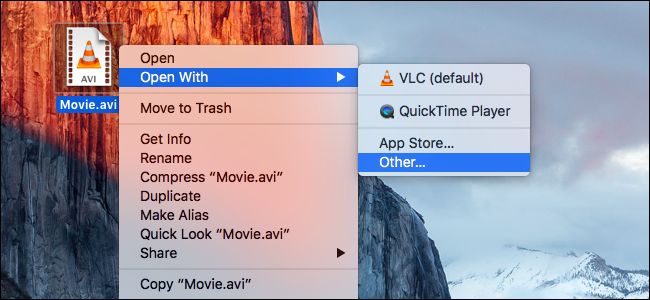 AVI
Movie.avi
Open
Open With
Move to Trash
Get Info
Rename
Compress “Movie.avi”
Duplicate
Make Alias
Quick Look “Movie.avi”
Share
Copy “Movie.avi”
VLC (default)
QuickTime Player
App Store...
Other...